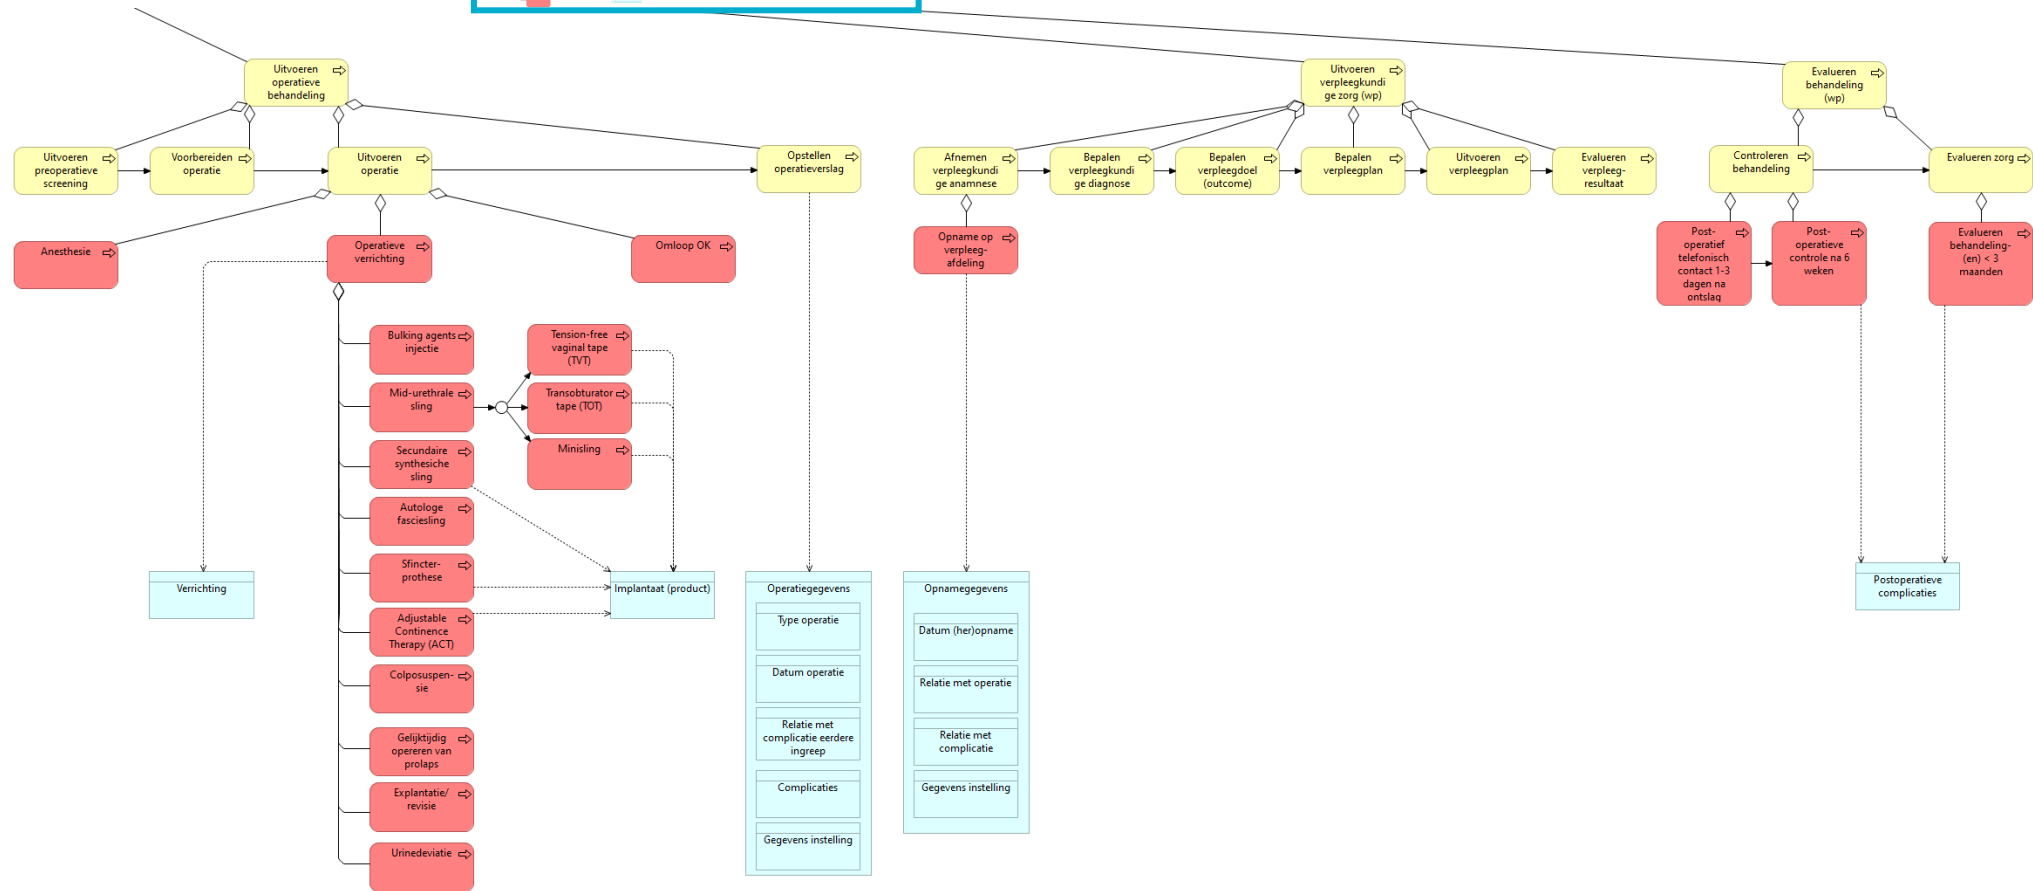 Uitvoeren
operatieve
behandeling
Uitvoeren
verpleegkundi
ge zorg (wp)
Evalueren
behandeling
(wp)
Uitvoeren
preoperatieve
screening
Voorbereiden
operatie
Uitvoeren
operatie
Opstellen
operatieverslag
Afnemen
verpleegkundi
ge anamnese
Bepalen
verpleegkundi
ge diagnose
Bepalen
verpleegdoel
(outcome)
Bepalen
verpleegplan
Uitvoeren
verpleegplan
Evalueren
verpleeg-
resultaat
Controleren
behandeling
Evalueren zorg
Anesthesie
Operatieve
verrichting
Omloop OK
Opname op
verpleeg-
afdeling
Post-
operatief
telefonisch
contact 1-3
dagen na
ontslag
Post-
operatieve
controle na 6
weken
Evalueren
behandeling-
(en) < 3
maanden
Bulking agents
injectie
Tension-free
vaginal tape
(TVT)
Mid-urethrale
sling
Transobturator
tape (TOT)
Secundaire
synthesiche
sling
Minisling
Autologe
fasciesling
Sfincter-
prothese
Adjustable
Continence
Therapy (ACT)
Colposuspen-
sie
Gelijktijdig
opereren van
prolaps
Explantatie/
revisie
Urinedeviatie
Verrichting
Implantaat (product)
Operatiegegevens
Type operatie
Datum operatie
Relatie met
complicatie eerdere
ingreep
Complicaties
Gegevens instelling
Opnamegegevens
Datum (her)opname
Relatie met operatie
Relatie met
complicatie
Gegevens instelling
Postoperatieve
complicaties